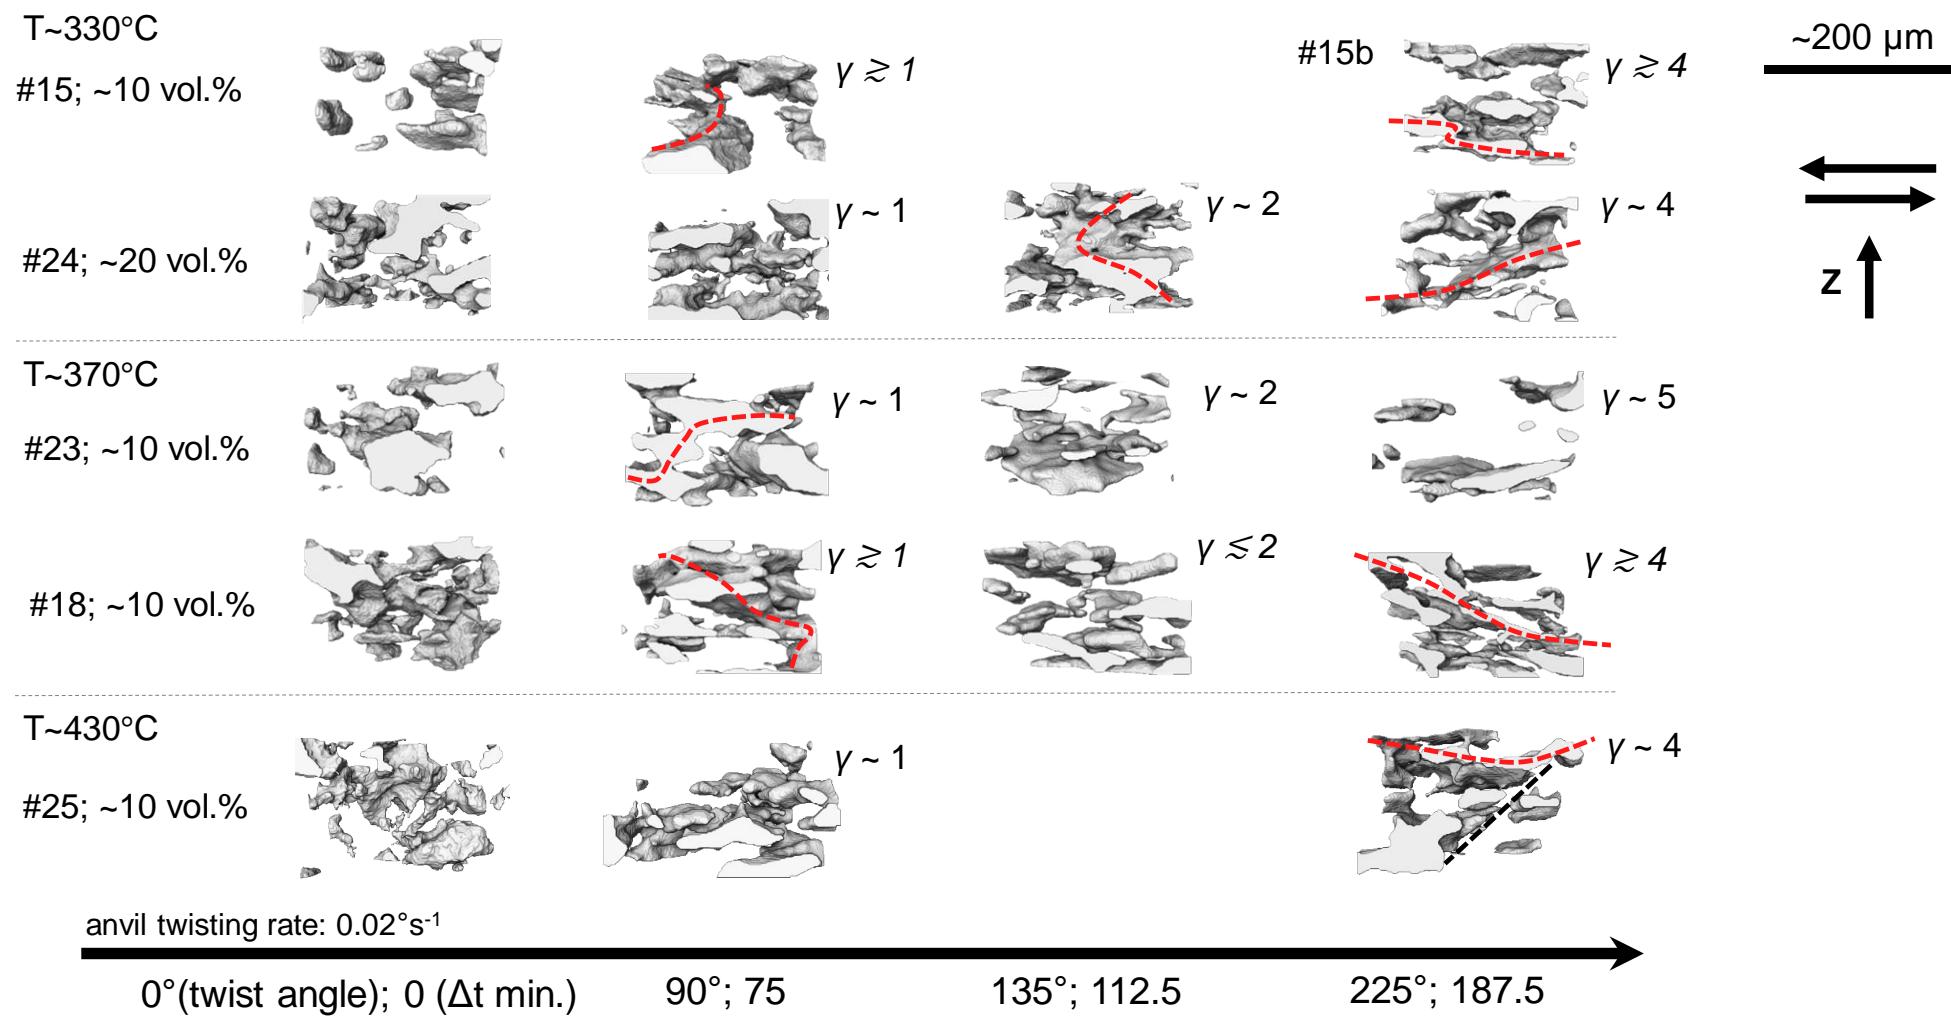 T~330°C
#15; ~10 vol.%
γ ≳ 1
#15b
γ ≳ 4
~200 µm
#24; ~20 vol.%
γ ~ 1
γ ~ 2
γ ~ 4
Z
T~370°C
#23; ~10 vol.%
γ ~ 1
γ ~ 2
γ ~ 5
#18; ~10 vol.%
γ ≳ 1
γ ≲ 2
γ ≳ 4
T~430°C
#25; ~10 vol.%
γ ~ 1
γ ~ 4
anvil twisting rate: 0.02°s⁻¹
0°(twist angle); 0 (Δt min.)
90°; 75
135°; 112.5
225°; 187.5